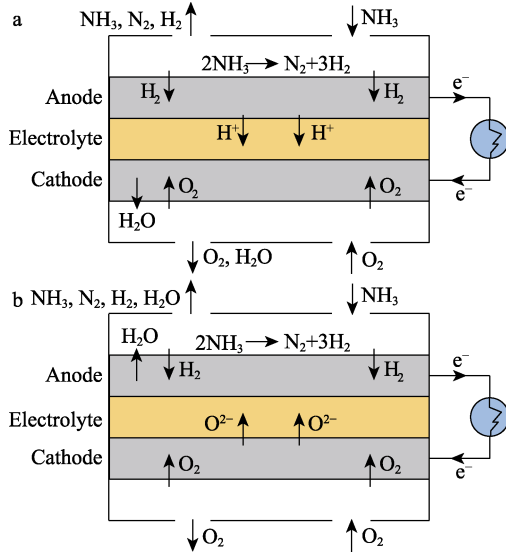 a
NH₃, N₂, H₂
NH₃
2NH₃ → N₂+3H₂
e⁻
Anode
H₂
H₂
Electrolyte
H⁺
H⁺
Cathode
O₂
O₂
e⁻
H₂O
O₂, H₂O
O₂
b
NH₃, N₂, H₂, H₂O
NH₃
H₂O
2NH₃ → N₂+3H₂
e⁻
Anode
H₂
H₂
Electrolyte
O²⁻
O²⁻
Cathode
O₂
O₂
e⁻
O₂
O₂